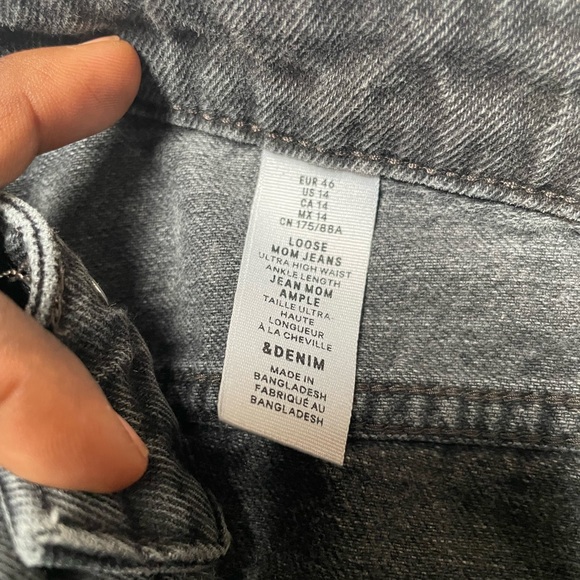 EUR 46
US 14
CA 14
MX 14
CN 175/88A
LOOSE
MOM JEANS
ULTRA HIGH WAIST
ANKLE LENGTH
JEAN MOM
AMPLE
TAILLE ULTRA-
HAUTE
LONGUEUR
À LA CHEVILLE
&DENIM
MADE IN
BANGLADESH
FABRIQUÉ AU
BANGLADESH